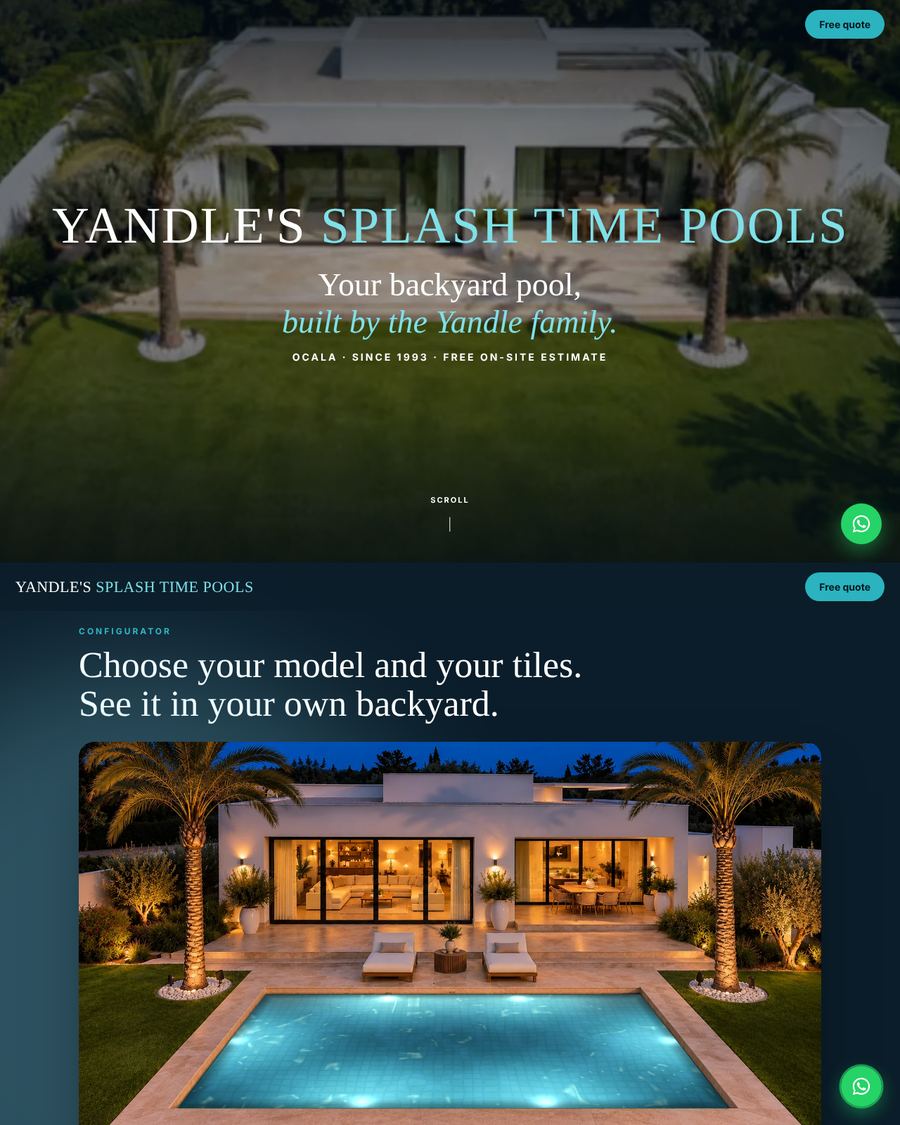 Free quote
YANDLE'S SPLASH TIME POOLS
Your backyard pool,
built by the Yandle family.
OCALA · SINCE 1993 · FREE ON-SITE ESTIMATE
SCROLL
YANDLE'S SPLASH TIME POOLS
Free quote
CONFIGURATOR
Choose your model and your tiles.
See it in your own backyard.